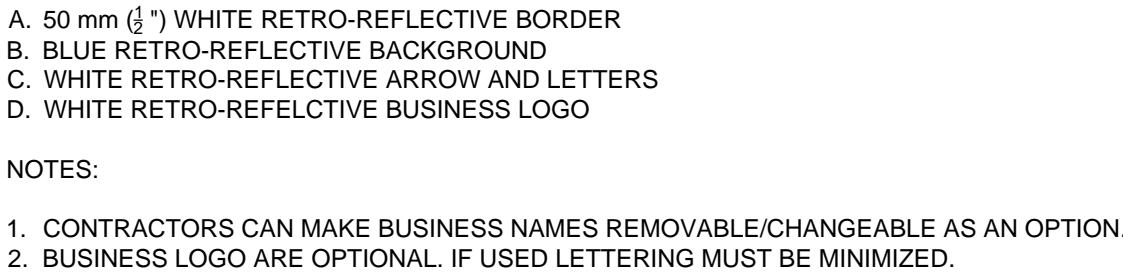 A. 50 mm (½ ") WHITE RETRO-REFLECTIVE BORDER
B. BLUE RETRO-REFLECTIVE BACKGROUND
C. WHITE RETRO-REFLECTIVE ARROW AND LETTERS
D. WHITE RETRO-REFELCTIVE BUSINESS LOGO
NOTES:
1. CONTRACTORS CAN MAKE BUSINESS NAMES REMOVABLE/CHANGEABLE AS AN OPTION.
2. BUSINESS LOGO ARE OPTIONAL. IF USED LETTERING MUST BE MINIMIZED.